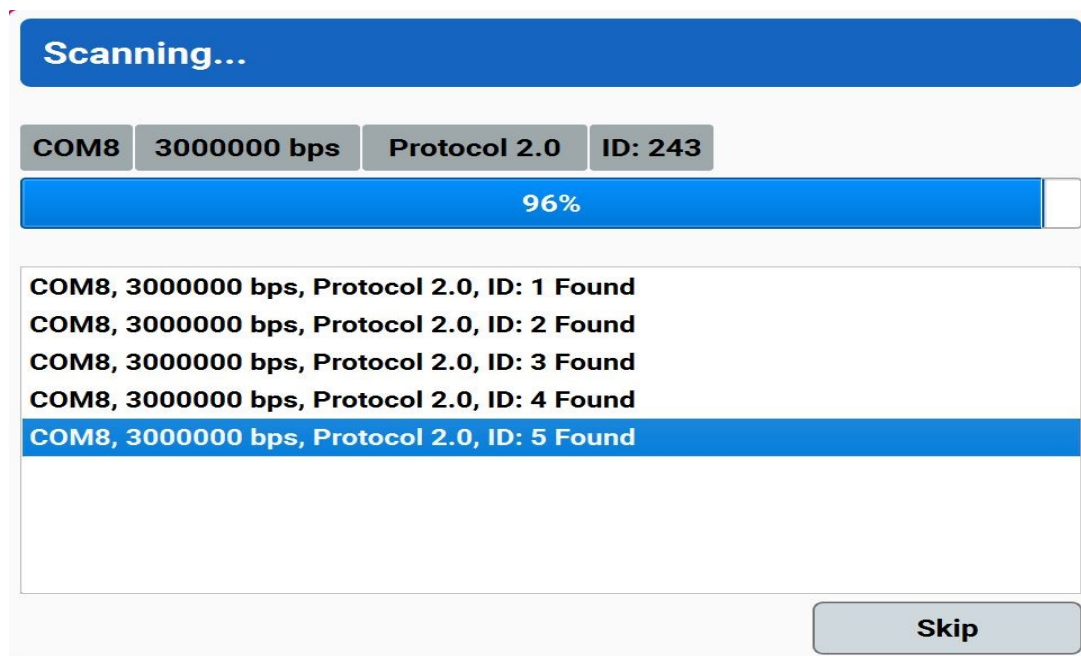 Scanning...
COM8 3000000 bps Protocol 2.0 ID: 243
96%
COM8, 3000000 bps, Protocol 2.0, ID: 1 Found
COM8, 3000000 bps, Protocol 2.0, ID: 2 Found
COM8, 3000000 bps, Protocol 2.0, ID: 3 Found
COM8, 3000000 bps, Protocol 2.0, ID: 4 Found
COM8, 3000000 bps, Protocol 2.0, ID: 5 Found
Skip